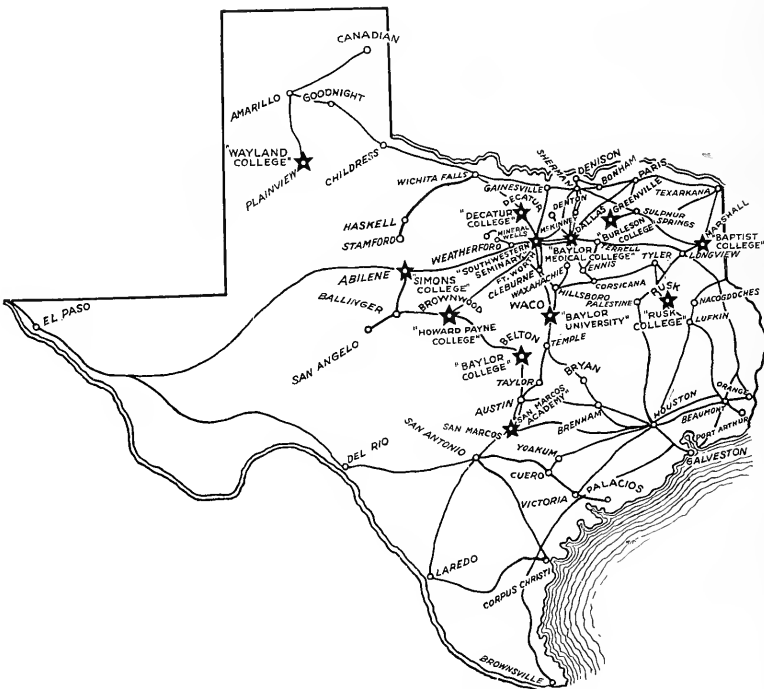 CANADIAN
AMARILLO
GOODNIGHT
"WAYLAND
COLLEGE"
PLAINVIEW
CHILDRESS
WICHITA FALLS
GAINESVILLE
SHERMAN
DENISON
BONHAM
PARIS
TEXARKANA
DECATUR
"DECATUR
COLLEGE"
DENTON
MCKINNEY
DALLAS
GREENVILLE
"BURLESON
COLLEGE"
SULPHUR
SPRINGS
MARSHALL
"BAPTIST
COLLEGE"
HASKELL
STAMFORD
MINERAL
WELLS
WEATHERFORD
"SOUTHWESTERN
SEMINARY"
FT. WORTH
"BAYLOR
MEDICAL COLLEGE"
TERRELL
LONGVIEW
ABILENE
SIMONS
COLLEGE"
CLEBURNE
WAXAHACHIE
ENNIS
CORSICANA
TYLER
HILLSBORO
PALESTINE
RUSK
"RUSK
COLLEGE"
NACOGDOCHES
LUFKIN
EL PASO
BALLINGER
BROWNWOOD
"HOWARD PAYNE
COLLEGE"
WACO
"BAYLOR
UNIVERSITY"
SAN ANGELO
BELTON
"BAYLOR
COLLEGE"
TEMPLE
TAYLOR
BRYAN
AUSTIN
SAN MARCOS
"SAN MARCOS
ACADEMY"
BRENHAM
HOUSTON
ORANGE
BEAUMONT
PORT ARTHUR
GALVESTON
DEL RIO
SAN ANTONIO
YOAKUM
CUERO
VICTORIA
PALACIOS
LAREDO
CORPUS CHRISTI
BROWNSVILLE